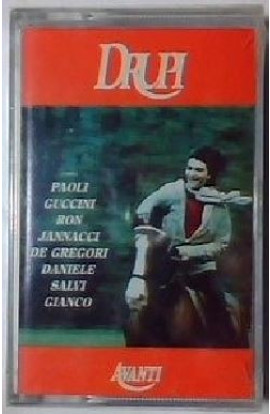 DRUPI
PAOLI
GUCCINI
RON
JANNACCI
DE GREGORI
DANIELE
SALVI
GIANCO
AVANTI